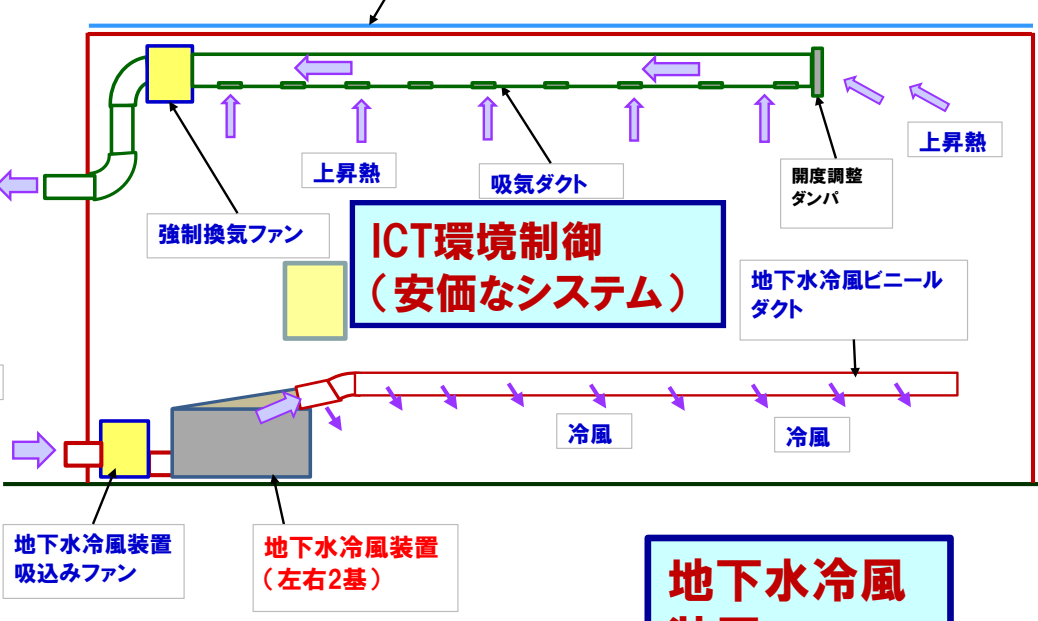 上昇熱
上昇熱
吸気ダクト
開度調整
ダンパ
強制換気ファン
ICT環境制御
（安価なシステム）
地下水冷風ビニール
ダクト
冷風
冷風
地下水冷風装置
吸込みファン
地下水冷風装置
（左右2基）
地下水冷風